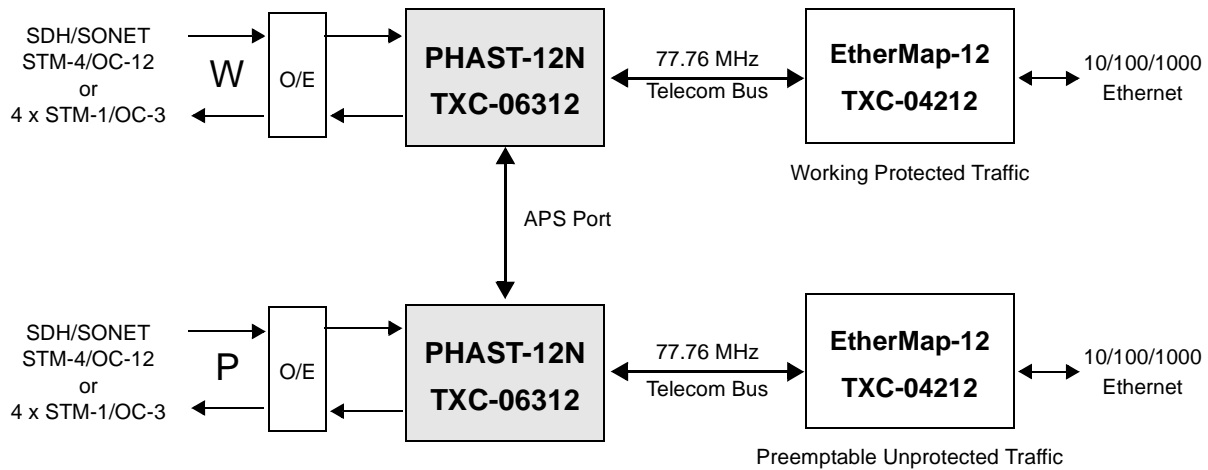 SDH/SONET
STM-4/OC-12
or
4 x STM-1/OC-3
W
O/E
PHAST-12N
TXC-06312
77.76 MHz
Telecom Bus
EtherMap-12
TXC-04212
10/100/1000
Ethernet
Working Protected Traffic
APS Port
SDH/SONET
STM-4/OC-12
or
4 x STM-1/OC-3
P
O/E
PHAST-12N
TXC-06312
77.76 MHz
Telecom Bus
EtherMap-12
TXC-04212
10/100/1000
Ethernet
Preemptable Unprotected Traffic